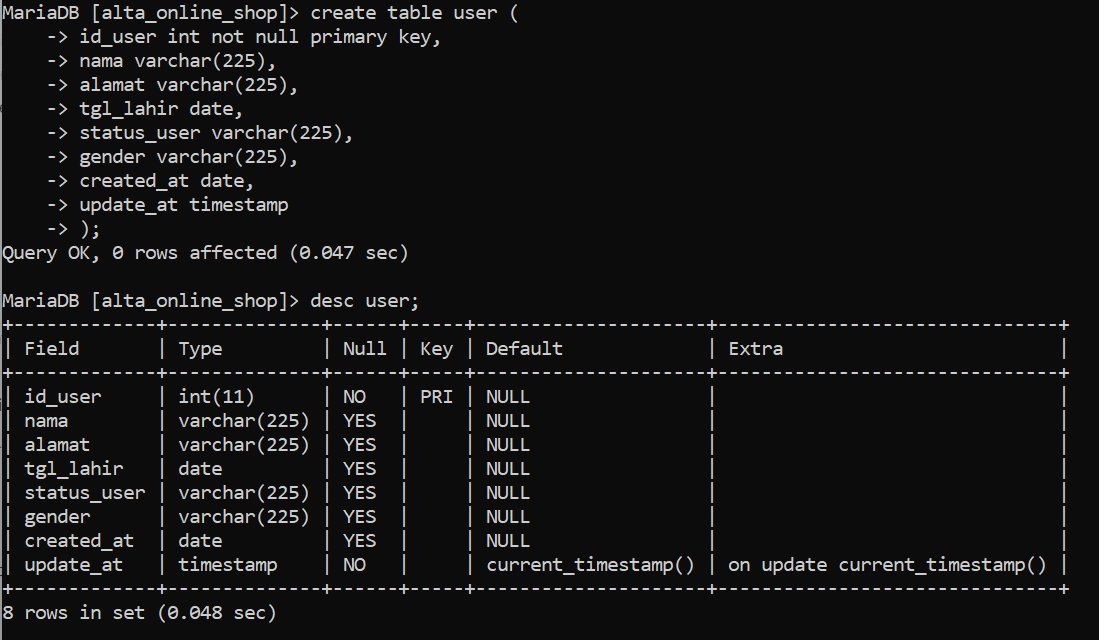 MariaDB [alta_online_shop]> create table user (
    -> id_user int not null primary key,
    -> nama varchar(225),
    -> alamat varchar(225),
    -> tgl_lahir date,
    -> status_user varchar(225),
    -> gender varchar(225),
    -> created_at date,
    -> update_at timestamp
    -> );
Query OK, 0 rows affected (0.047 sec)

MariaDB [alta_online_shop]> desc user;
+-------------+--------------+------+-----+---------------------+-------------------------------+
| Field       | Type         | Null | Key | Default             | Extra                         |
+-------------+--------------+------+-----+---------------------+-------------------------------+
| id_user     | int(11)      | NO   | PRI | NULL                |                               |
| nama        | varchar(225) | YES  |     | NULL                |                               |
| alamat      | varchar(225) | YES  |     | NULL                |                               |
| tgl_lahir   | date         | YES  |     | NULL                |                               |
| status_user | varchar(225) | YES  |     | NULL                |                               |
| gender      | varchar(225) | YES  |     | NULL                |                               |
| created_at  | date         | YES  |     | NULL                |                               |
| update_at   | timestamp    | NO   |     | current_timestamp() | on update current_timestamp() |
+-------------+--------------+------+-----+---------------------+-------------------------------+
8 rows in set (0.048 sec)